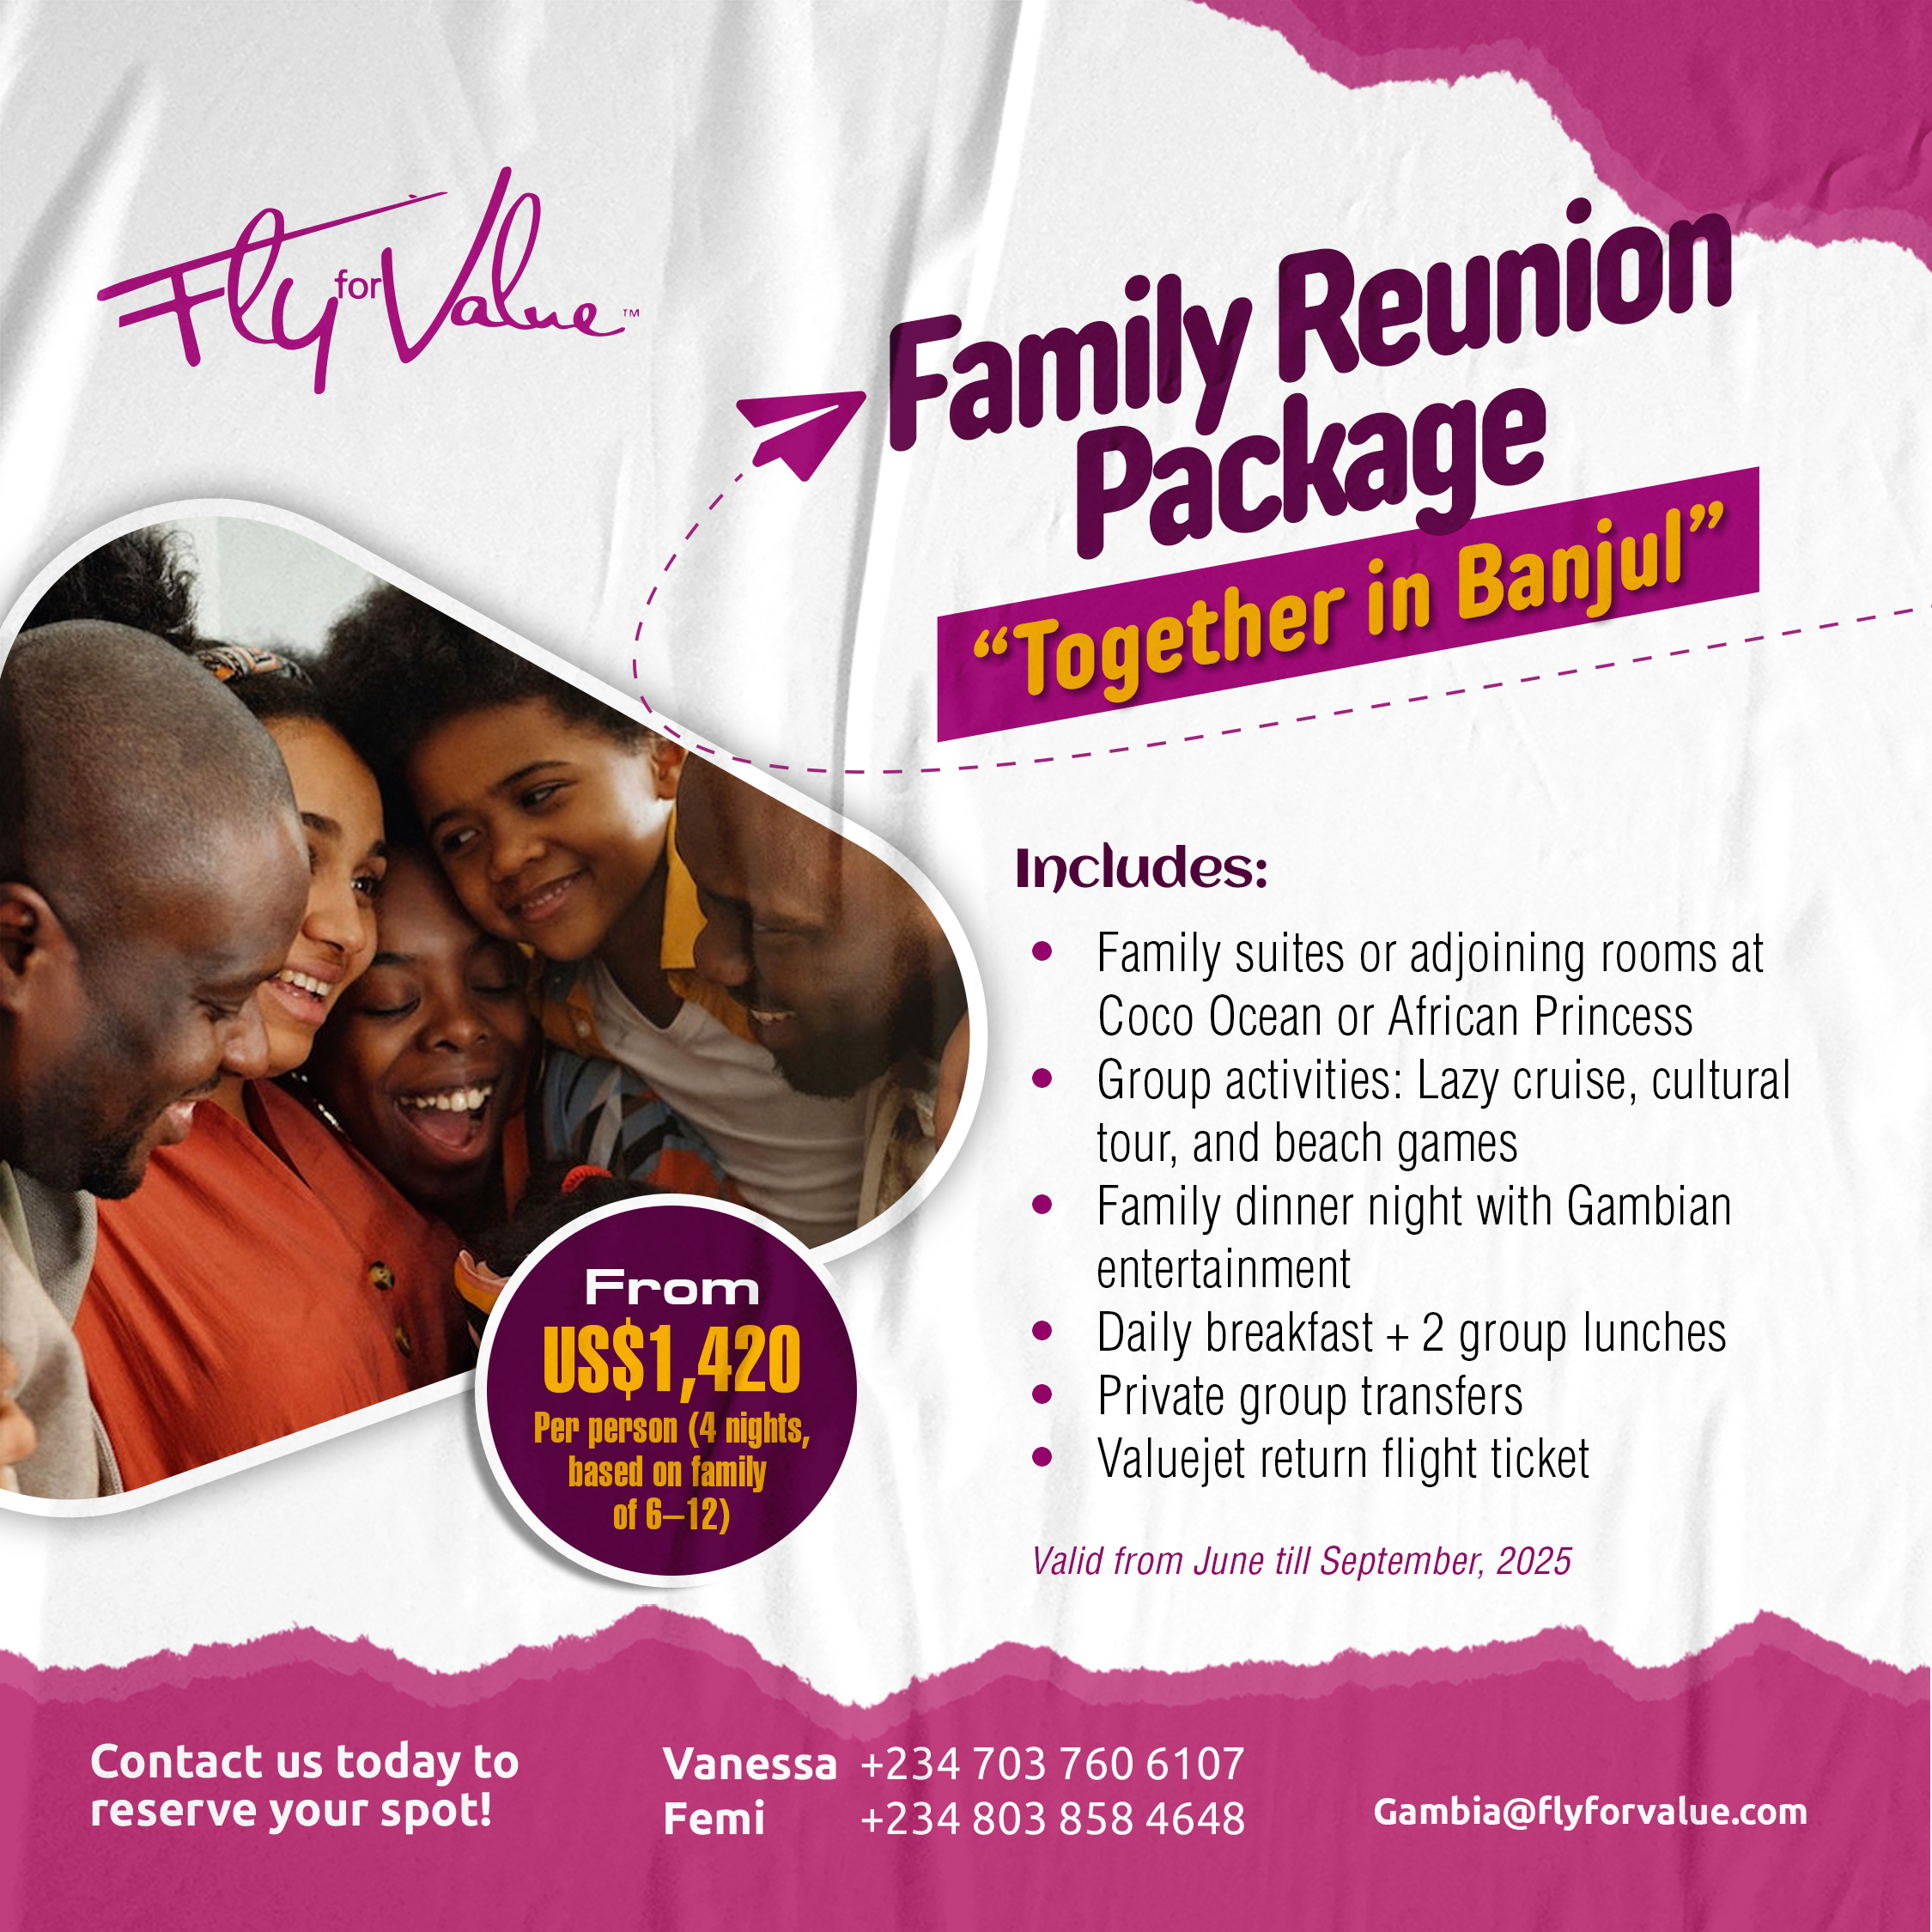 Fly for Value™
Family Reunion
Package
“Together in Banjul”
Includes:
• Family suites or adjoining rooms at
Coco Ocean or African Princess
• Group activities: Lazy cruise, cultural
tour, and beach games
• Family dinner night with Gambian
entertainment
• Daily breakfast + 2 group lunches
• Private group transfers
• Valuejet return flight ticket
Valid from June till September, 2025
From
US$1,420
Per person (4 nights,
based on family
of 6–12)
Contact us today to
reserve your spot!
Vanessa +234 703 760 6107
Femi +234 803 858 4648
Gambia@flyforvalue.com